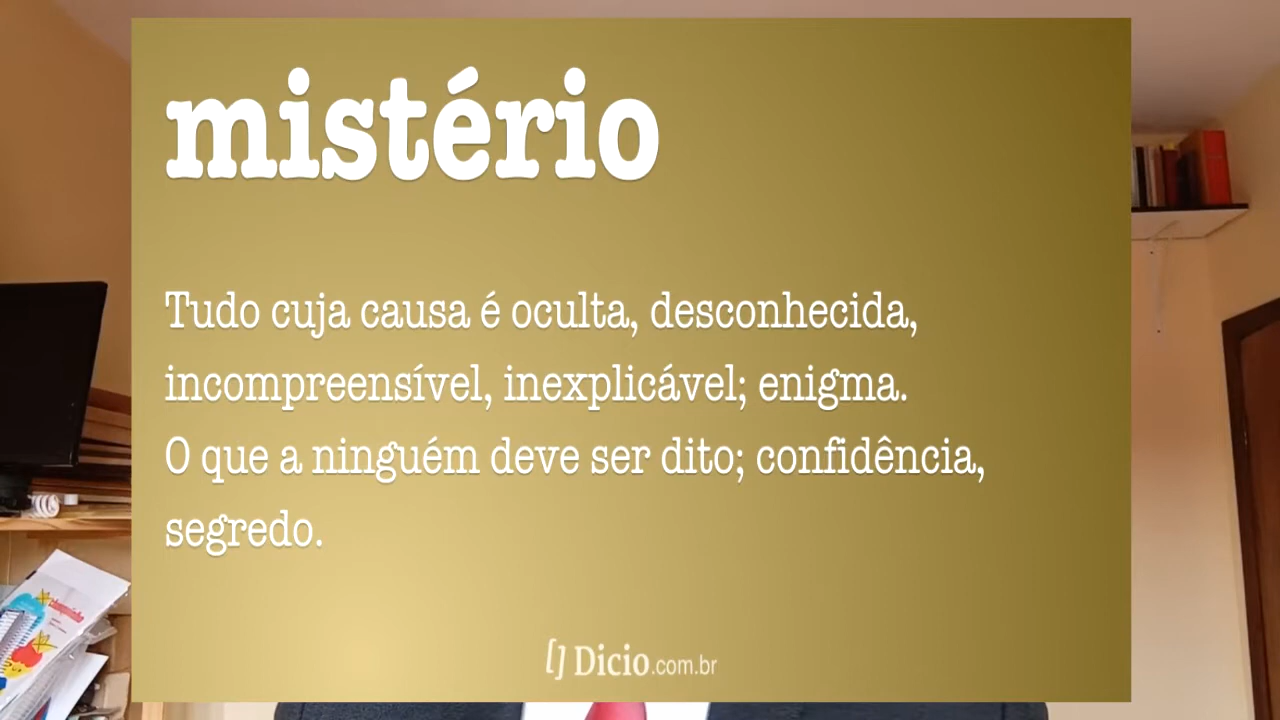 mistério
Tudo cuja causa é oculta, desconhecida,
incompreensível, inexplicável; enigma.
O que a ninguém deve ser dito; confidência,
segredo.
[] Dicio.com.br